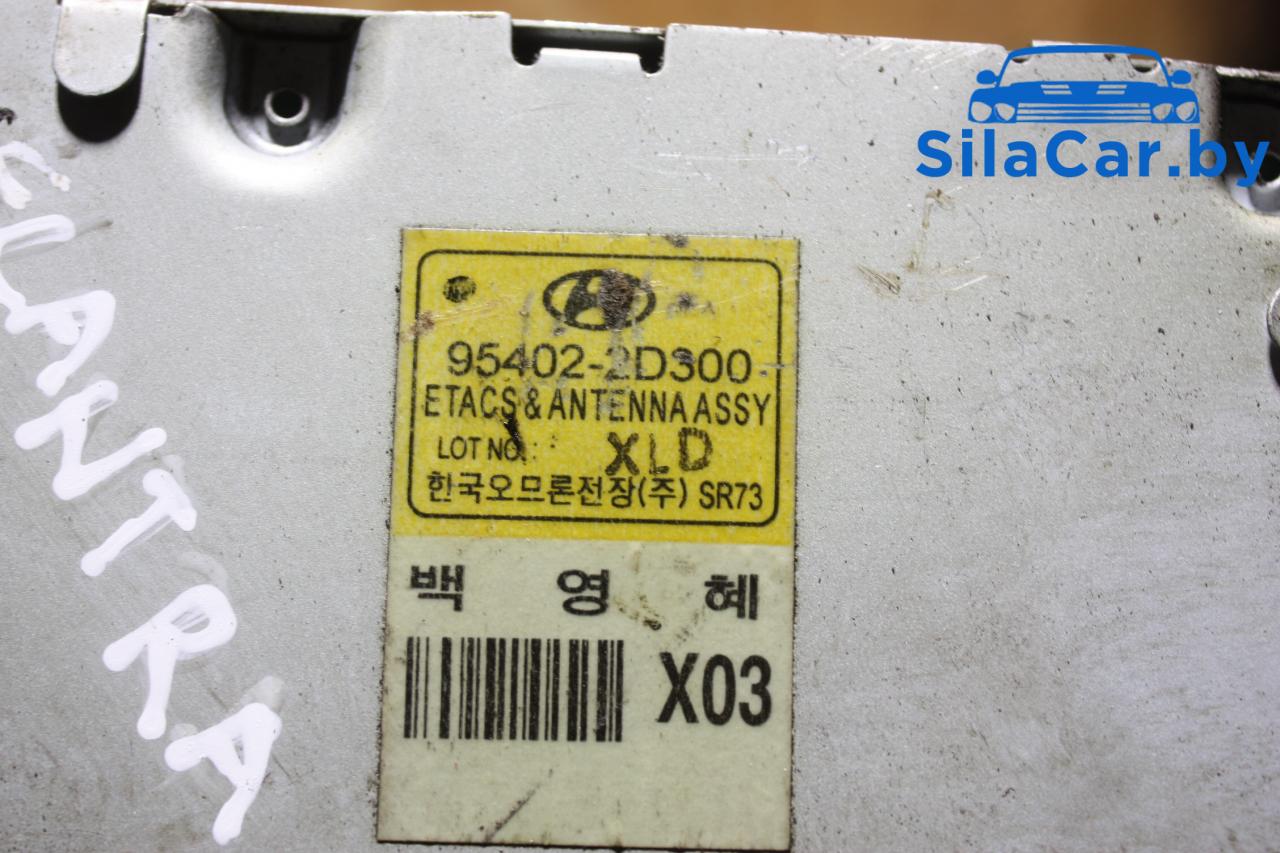 SilaCar.by
ELANTRA
95402-2D300
ETACS & ANTENNA ASSY
LOT NO. : XLD
한국오므론전장(주) SR73
백 영 혜
X03